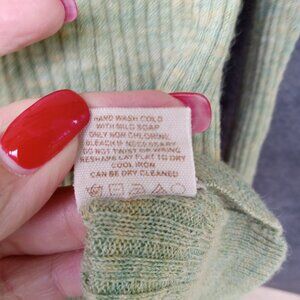 HAND WASH COLD
WITH MILD SOAP
ONLY NON CHLORINE
BLEACH IF NECESSARY
DO NOT TWIST OR WRING
RESHAPE LAY FLAT TO DRY
COOL IRON
OR BE DRY CLEANED